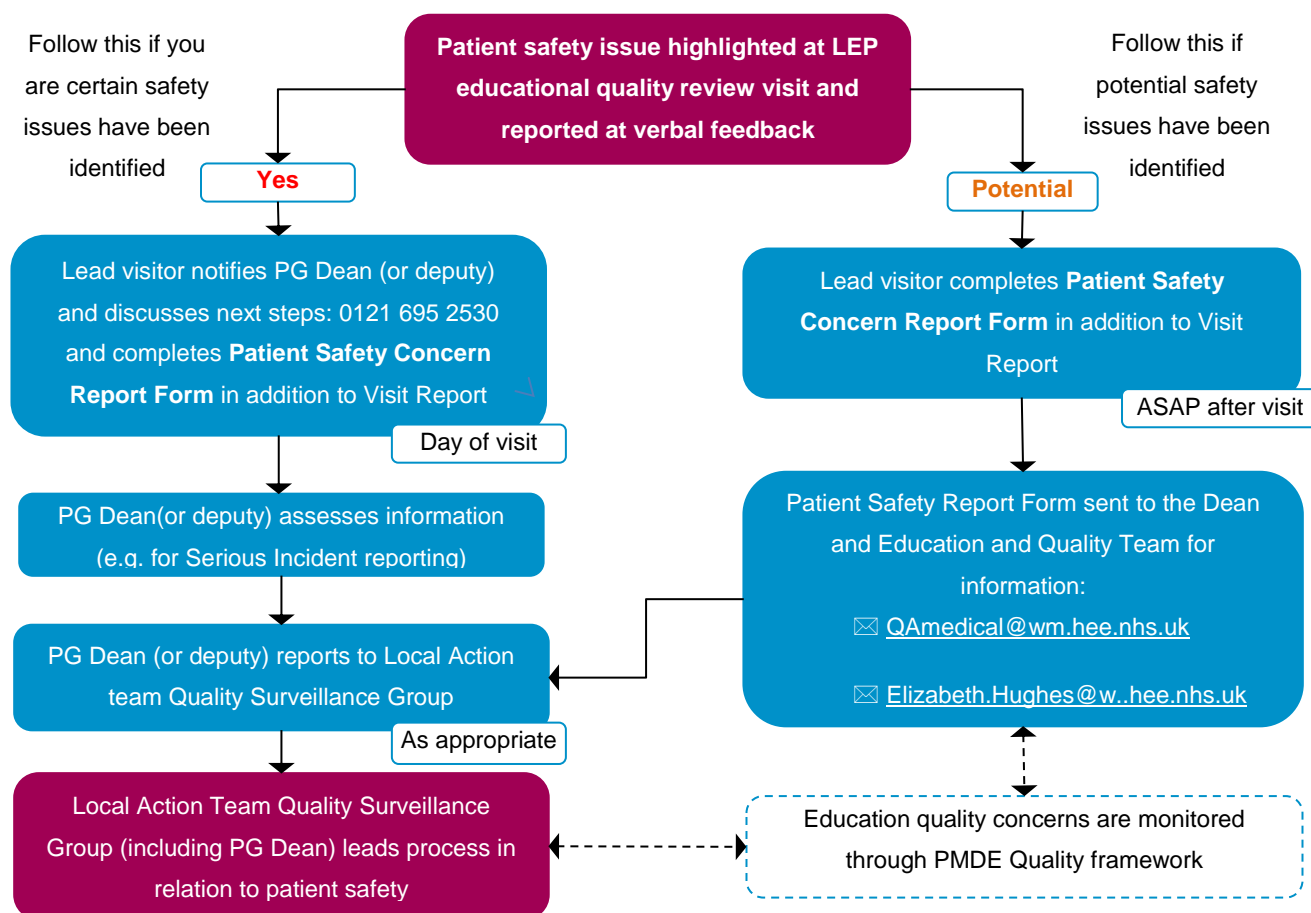 Follow this if you
are certain safety
issues have been
identified
Patient safety issue highlighted at LEP
educational quality review visit and
reported at verbal feedback
Follow this if
potential safety
issues have been
identified
Yes
Potential
Lead visitor notifies PG Dean (or deputy)
and discusses next steps: 0121 695 2530
and completes Patient Safety Concern
Report Form in addition to Visit Report
Day of visit
Lead visitor completes Patient Safety
Concern Report Form in addition to Visit
Report
ASAP after visit
PG Dean(or deputy) assesses information
(e.g. for Serious Incident reporting)
Patient Safety Report Form sent to the Dean
and Education and Quality Team for
information:
QAmedical@wm.hee.nhs.uk
Elizabeth.Hughes@w..hee.nhs.uk
PG Dean (or deputy) reports to Local Action
team Quality Surveillance Group
As appropriate
Local Action Team Quality Surveillance
Group (including PG Dean) leads process in
relation to patient safety
Education quality concerns are monitored
through PMDE Quality framework